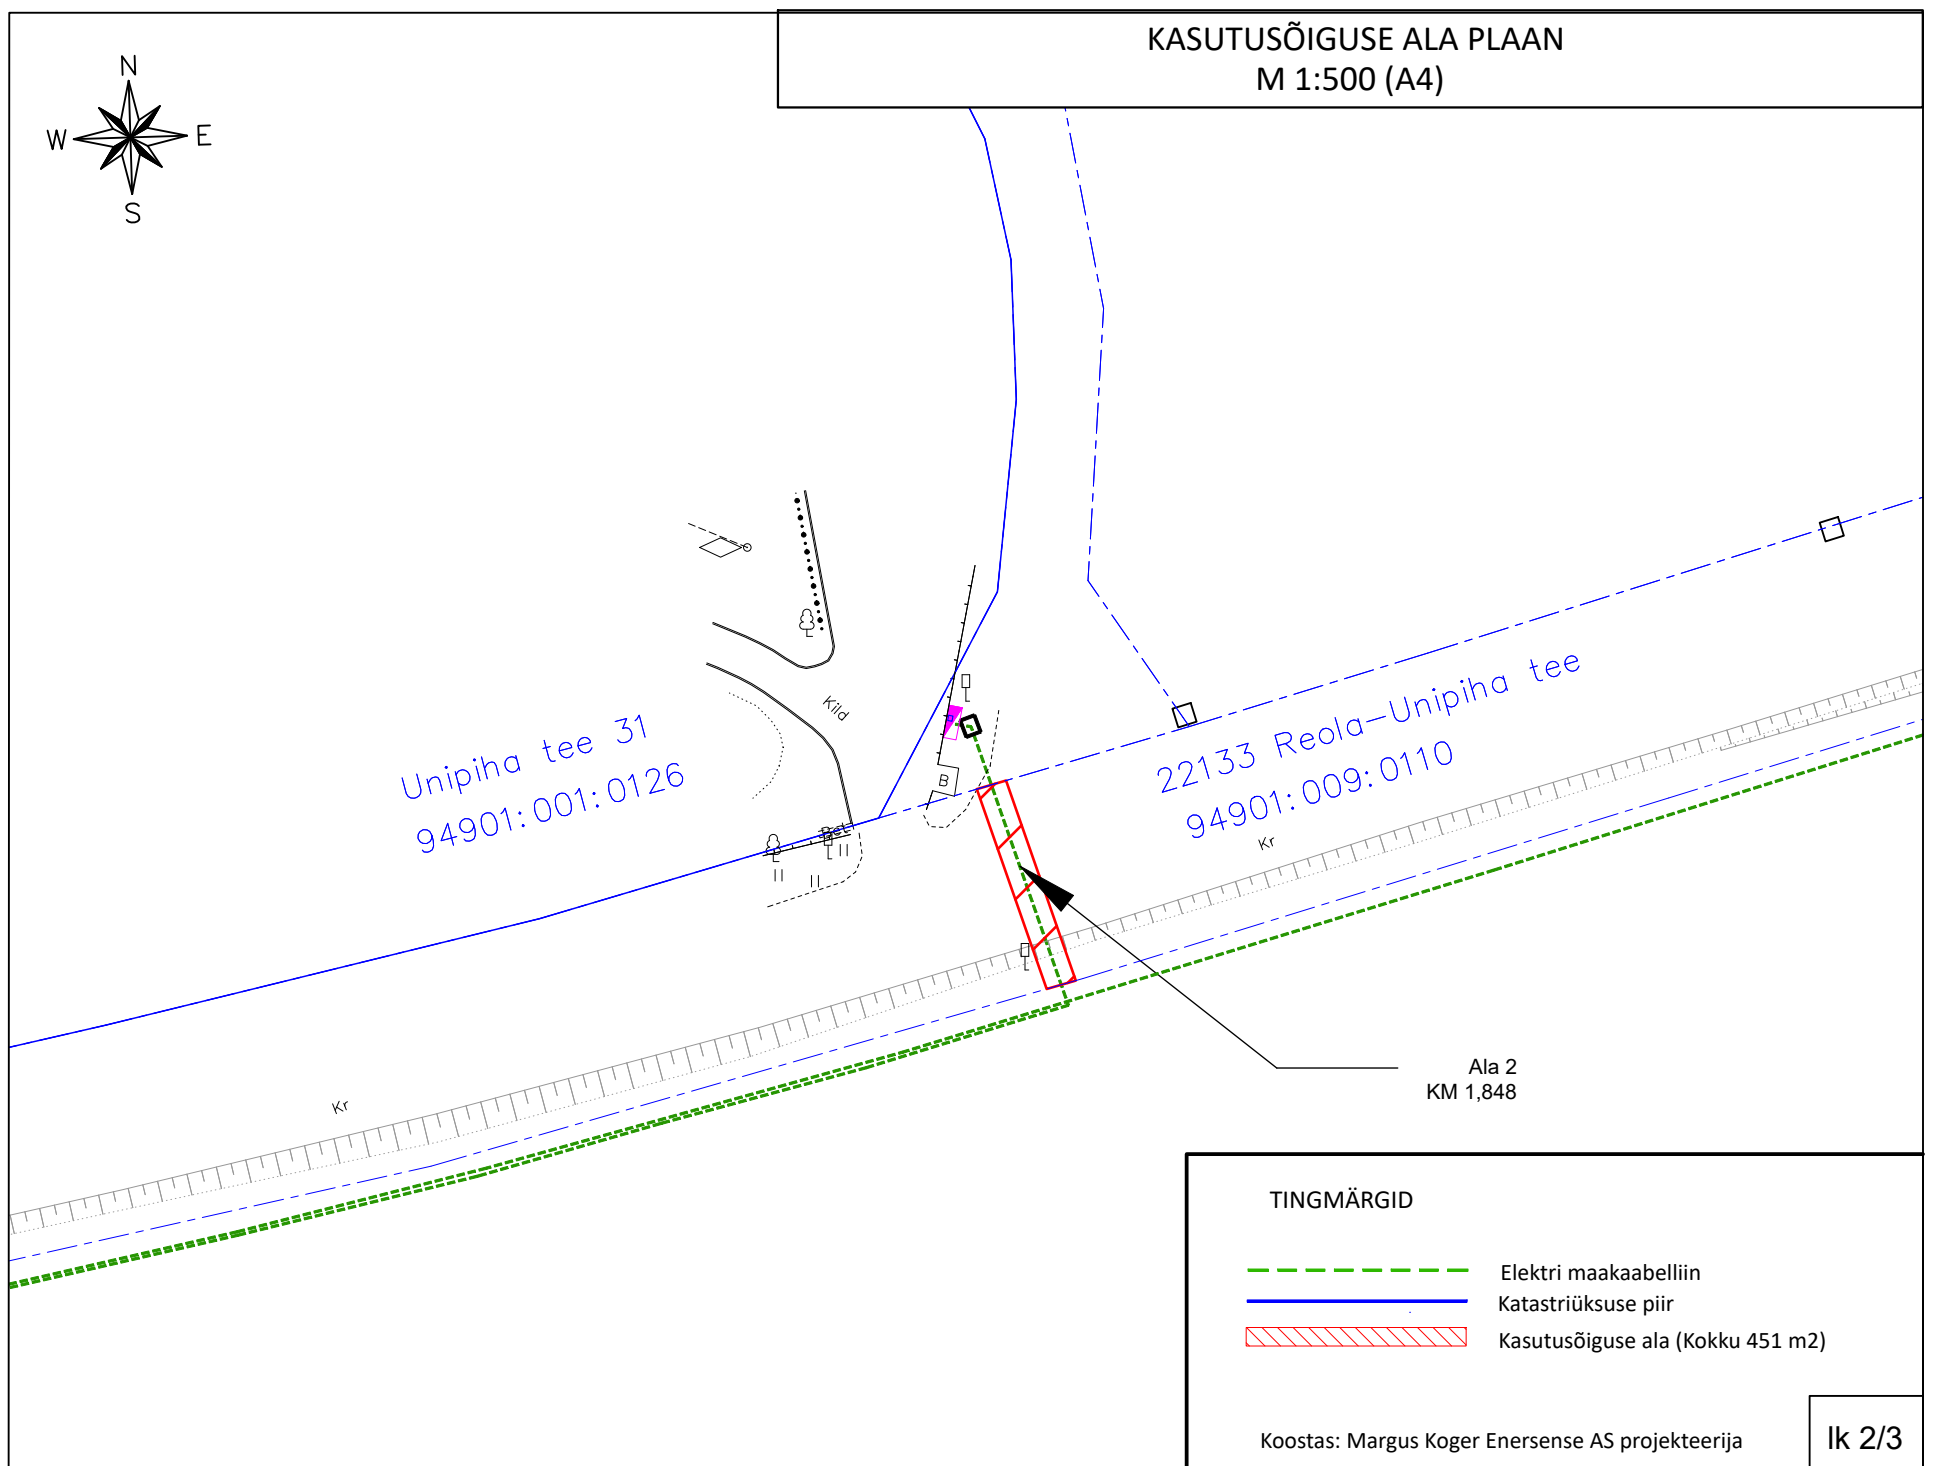 KASUTUSÕIGUSE ALA PLAAN
M 1:500 (A4)
N
W
E
S
Kild
Unipiha tee 31
94901:001:0126
22133 Reola-Unipiha tee
94901:009:0110
B
Kr
Kr
Ala 2
KM 1,848
TINGMÄRGID
Elektri maakaabelliin
Katastriüksuse piir
Kasutusõiguse ala (Kokku 451 m2)
Koostas: Margus Koger Enersense AS projekteerija
lk 2/3